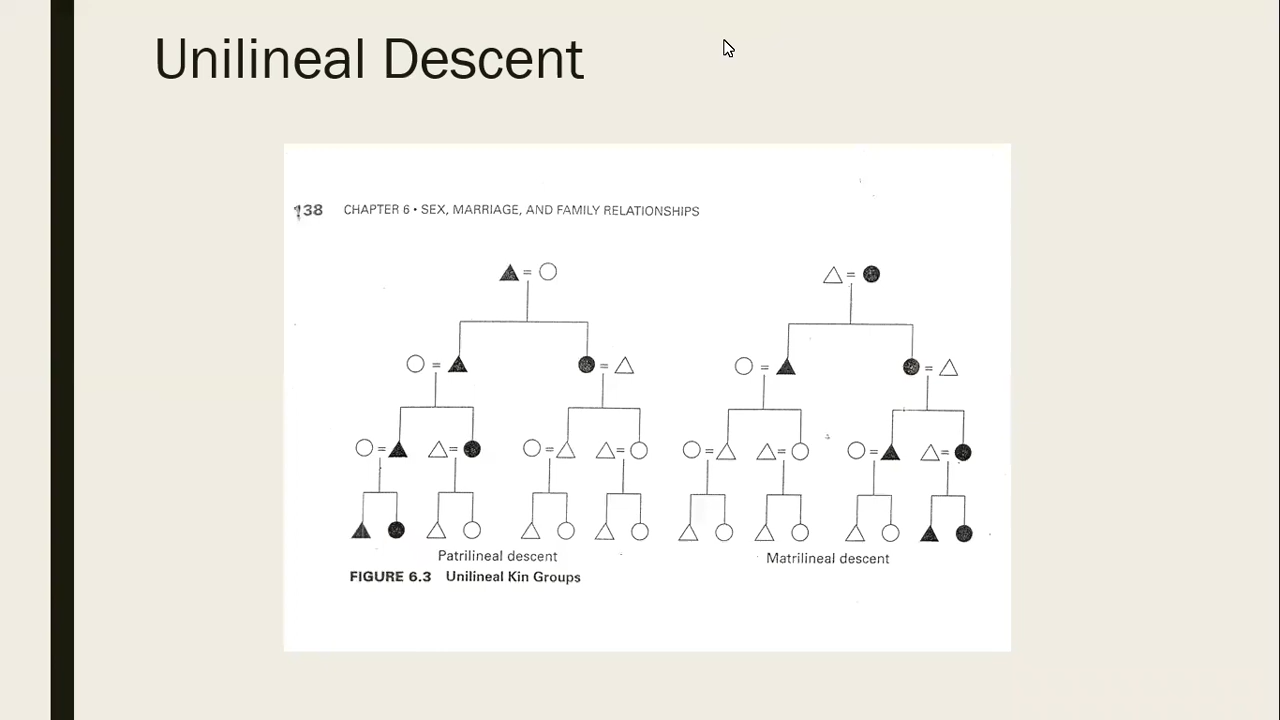 Unilineal Descent
138 CHAPTER 6 • SEX, MARRIAGE, AND FAMILY RELATIONSHIPS
Patrilineal descent
Matrilineal descent
FIGURE 6.3 Unilineal Kin Groups